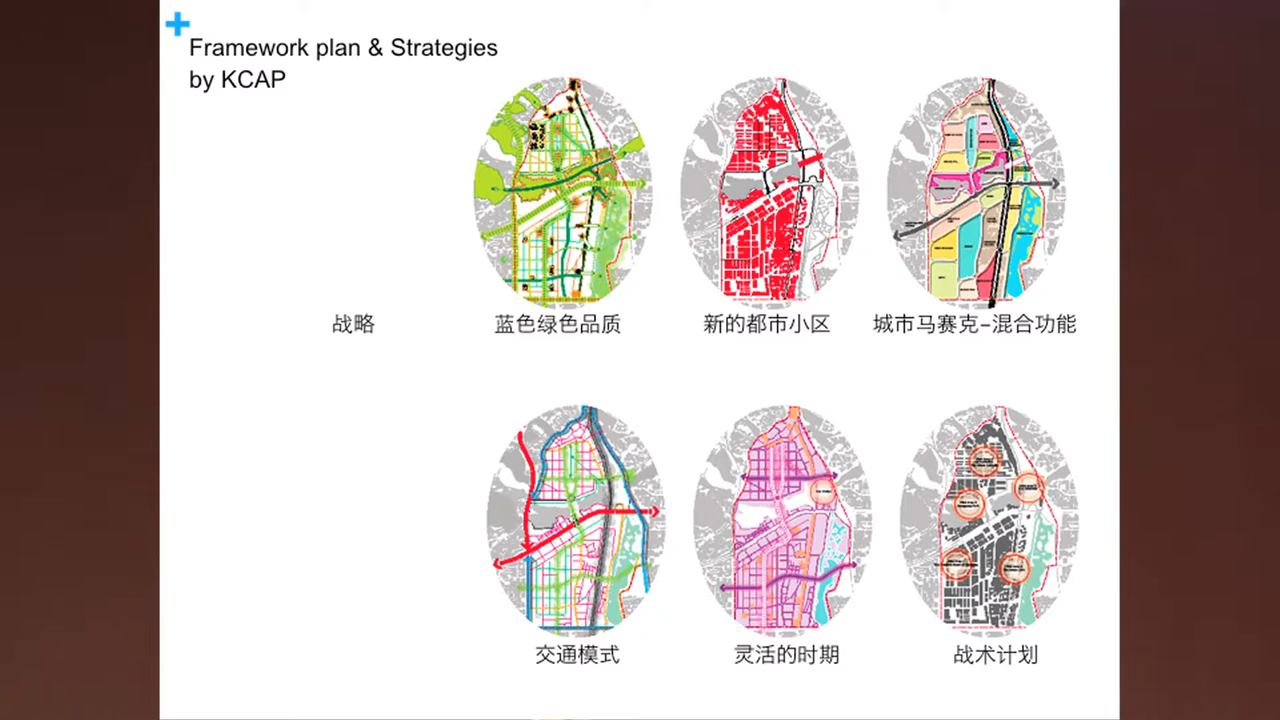 Framework plan & Strategies
by KCAP
战略
蓝色绿色品质
新的都市小区
城市马赛克-混合功能
交通模式
灵活的时期
战术计划